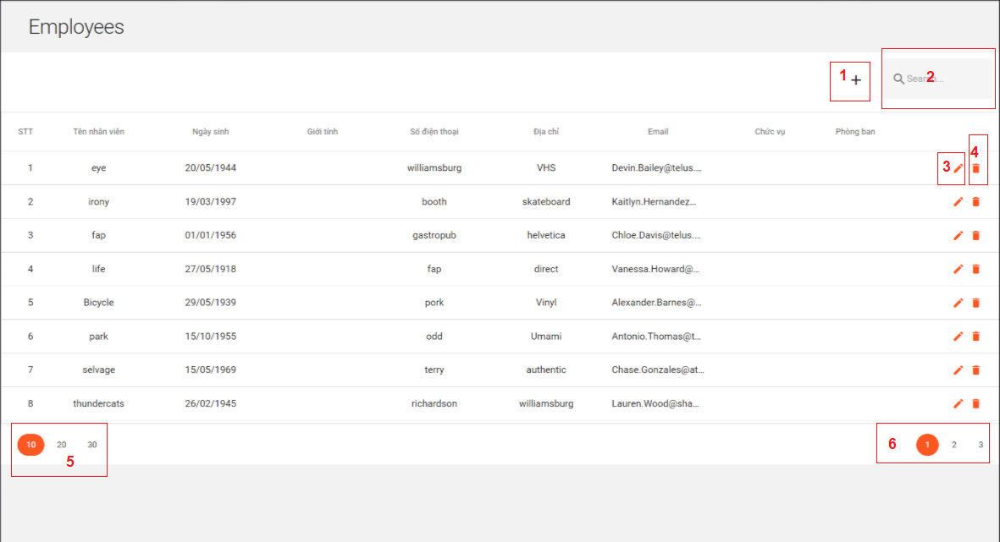 Employees
1 +
Search... 2
STT Tên nhân viên Ngày sinh Giới tính Số điện thoại Địa chỉ Email Chức vụ Phòng ban
4
1 eye 20/05/1944 williamsburg VHS Devin.Bailey@telus.... 3
2 irony 19/03/1997 booth skateboard Kaitlyn.Hernandez...
3 fap 01/01/1956 gastropub helvetica Chloe.Davis@telus....
4 life 27/05/1918 fap direct Vanessa.Howard@...
5 Bicycle 29/05/1939 pork Vinyl Alexander.Barnes@...
6 park 15/10/1955 odd Umami Antonio.Thomas@t...
7 selvage 15/05/1969 terry authentic Chase.Gonzales@at...
8 thundercats 26/02/1945 richardson williamsburg Lauren.Wood@sha...
10 20 30
5
6 1 2 3